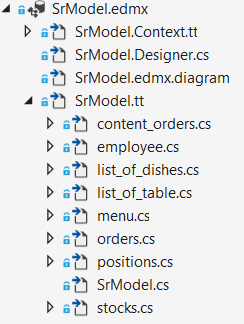 SrModel.edmx
SrModel.Context.tt
SrModel.Designer.cs
SrModel.edmx.diagram
SrModel.tt
content_orders.cs
employee.cs
list_of_dishes.cs
list_of_table.cs
menu.cs
orders.cs
positions.cs
SrModel.cs
stocks.cs